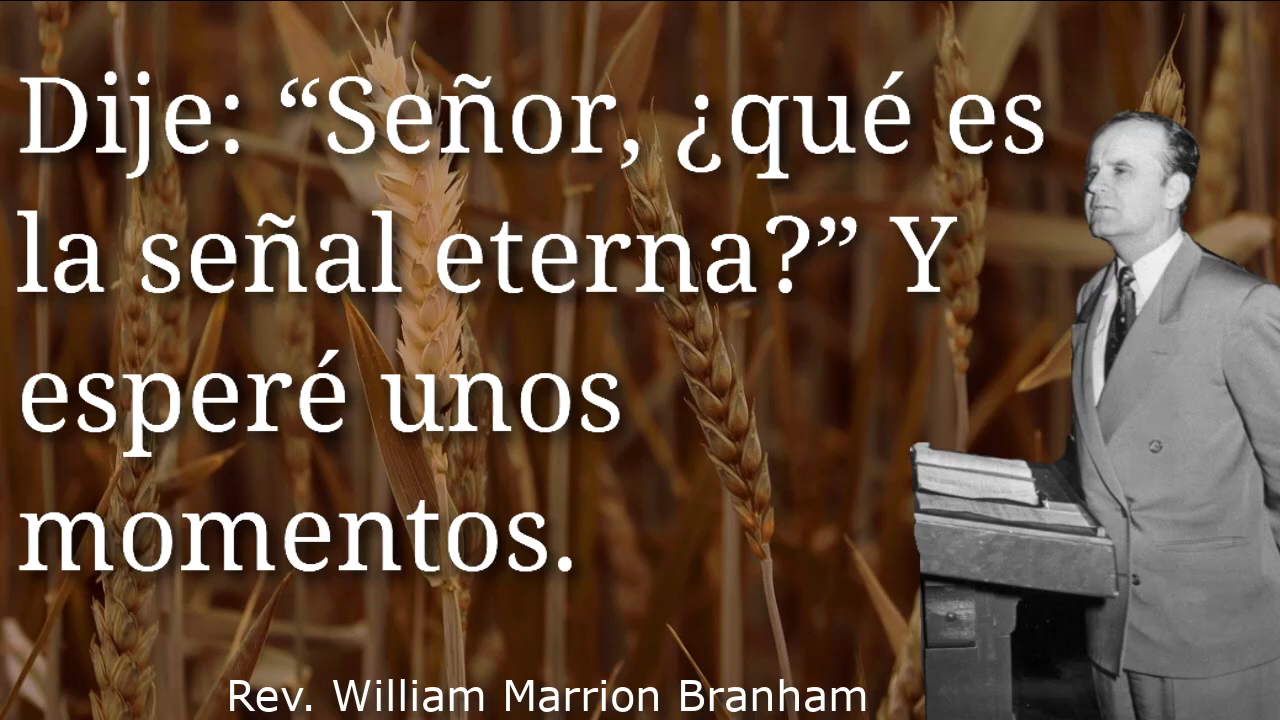 Dije: “Señor, ¿qué es
la señal eterna?” Y
esperé unos
momentos.
Rev. William Marrion Branham